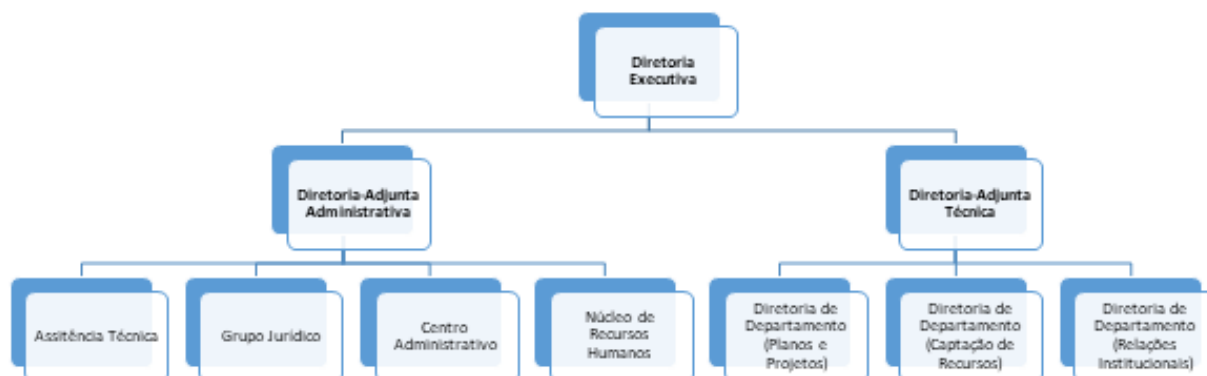 Diretoria
Executiva
Diretoria-Adjunta
Administrativa
Diretoria-Adjunta
Técnica
Assitência Técnica
Grupo Jurídico
Centro
Administrativo
Núcleo de
Recursos
Humanos
Diretoria de
Departamento
(Planos e
Projetos)
Diretoria de
Departamento
(Captação de
Recursos)
Diretoria de
Departamento
(Relações
Institucionais)